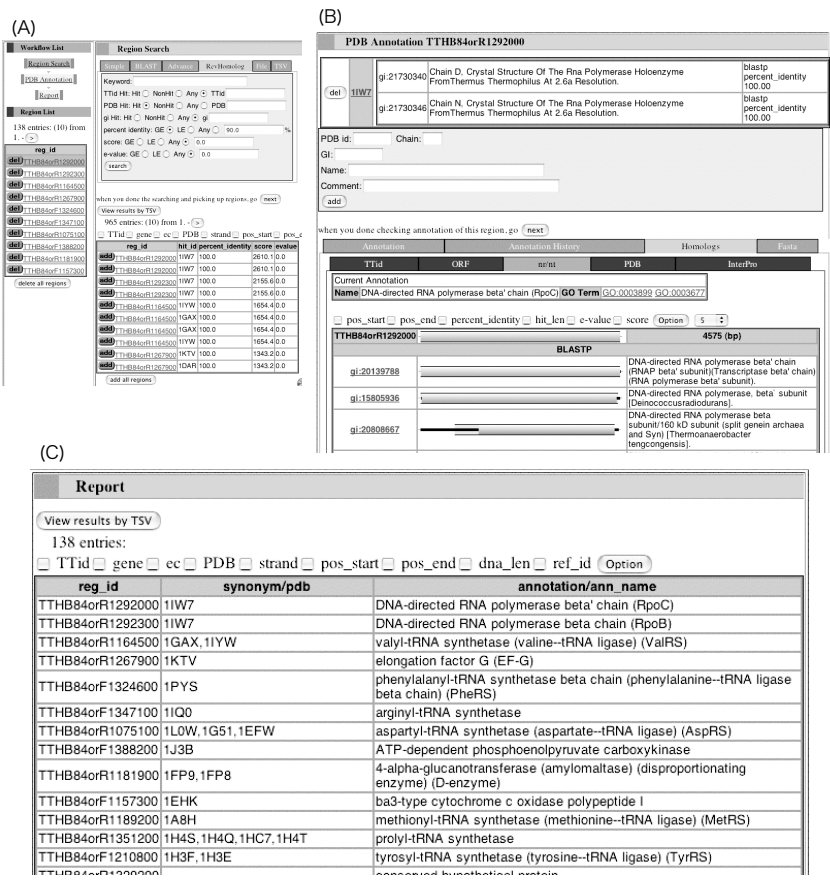 (A)
Workflow List
Region Search
PDB Annotation
Report
Region List
138 entries: (10) from
1. - >
reg_id
del TTHB84orR1292000
del TTHB84orR1292300
del TTHB84orR1164500
del TTHB84orR1267900
del TTHB84orF1324600
del TTHB84orF1347100
del TTHB84orR1075100
del TTHB84orF1388200
del TTHB84orR1181900
del TTHB84orF1157300
delete all regions
Region Search
Simple BLAST Advance RevHomolog File TSV
Keyword:
TTid Hit: Hit NonHit Any TTid
PDB Hit: Hit NonHit Any PDB
gi Hit: Hit NonHit Any gi
percent identity: GE LE Any 90.0 %
score: GE LE Any 0.0
e-value: GE LE Any 0.0
search
when you done the searching and picking up regions, go next
View results by TSV
965 entries: (10) from 1. - >
TTid gene ec PDB strand pos_start pos_e
reg_id hit_id percent_identity score evalue
add TTHB84orR1292000 1IW7 100.0 2610.1 0.0
add TTHB84orR1292000 1IW7 100.0 2610.1 0.0
add TTHB84orR1292300 1IW7 100.0 2155.6 0.0
add TTHB84orR1292300 1IW7 100.0 2155.6 0.0
add TTHB84orR1164500 1IYW 100.0 1654.4 0.0
add TTHB84orR1164500 1GAX 100.0 1654.4 0.0
add TTHB84orR1164500 1GAX 100.0 1654.4 0.0
add TTHB84orR1164500 1IYW 100.0 1654.4 0.0
add TTHB84orR1267900 1KTV 100.0 1343.2 0.0
add TTHB84orR1267900 1DAR 100.0 1343.2 0.0
add all regions
(B)
PDB Annotation TTHB84orR1292000
del 1IW7
gi:21730340 Chain D, Crystal Structure Of The Rna Polymerase Holoenzyme
FromThermus Thermophilus At 2.6a Resolution.
blastp
percent_identity
100.00
gi:21730346 Chain N, Crystal Structure Of The Rna Polymerase Holoenzyme
FromThermus Thermophilus At 2.6a Resolution.
blastp
percent_identity
100.00
PDB id: Chain:
GI:
Name:
Comment:
add
when you done checking annotation of this region, go next
Annotation Annotation History Homologs Fasta
TTid ORF nr/nt PDB InterPro
Current Annotation
Name DNA-directed RNA polymerase beta' chain (RpoC) GO Term GO:0003899 GO:0003677
pos_start pos_end percent_identity hit_len e-value score Option 5
TTHB84orR1292000 4575 (bp)
BLASTP
gi:20139788 DNA-directed RNA polymerase beta' chain
(RNAP beta' subunit)(Transcriptase beta' chain)
(RNA polymerase beta' subunit).
gi:15805936 DNA-directed RNA polymerase, beta` subunit
[Deinococcusradiodurans].
gi:20808667 DNA-directed RNA polymerase beta
subunit/160 kD subunit (split genein archaea
and Syn) [Thermoanaerobacter
tengcongensis].
(C)
Report
View results by TSV
138 entries:
TTid gene ec PDB strand pos_start pos_end dna_len ref_id Option
reg_id synonym/pdb annotation/ann_name
TTHB84orR1292000 1IW7 DNA-directed RNA polymerase beta' chain (RpoC)
TTHB84orR1292300 1IW7 DNA-directed RNA polymerase beta chain (RpoB)
TTHB84orR1164500 1GAX,1IYW valyl-tRNA synthetase (valine--tRNA ligase) (ValRS)
TTHB84orR1267900 1KTV elongation factor G (EF-G)
TTHB84orF1324600 1PYS phenylalanyl-tRNA synthetase beta chain (phenylalanine--tRNA ligase
beta chain) (PheRS)
TTHB84orF1347100 1IQ0 arginyl-tRNA synthetase
TTHB84orR1075100 1L0W,1G51,1EFW aspartyl-tRNA synthetase (aspartate--tRNA ligase) (AspRS)
TTHB84orF1388200 1J3B ATP-dependent phosphoenolpyruvate carboxykinase
TTHB84orR1181900 1FP9,1FP8 4-alpha-glucanotransferase (amylomaltase) (disproportionating
enzyme) (D-enzyme)
TTHB84orF1157300 1EHK ba3-type cytochrome c oxidase polypeptide I
TTHB84orR1189200 1A8H methionyl-tRNA synthetase (methionine--tRNA ligase) (MetRS)
TTHB84orR1351200 1H4S,1H4Q,1HC7,1H4T prolyl-tRNA synthetase
TTHB84orF1210800 1H3F,1H3E tyrosyl-tRNA synthetase (tyrosine--tRNA ligase) (TyrRS)
conserved hypothetical protein